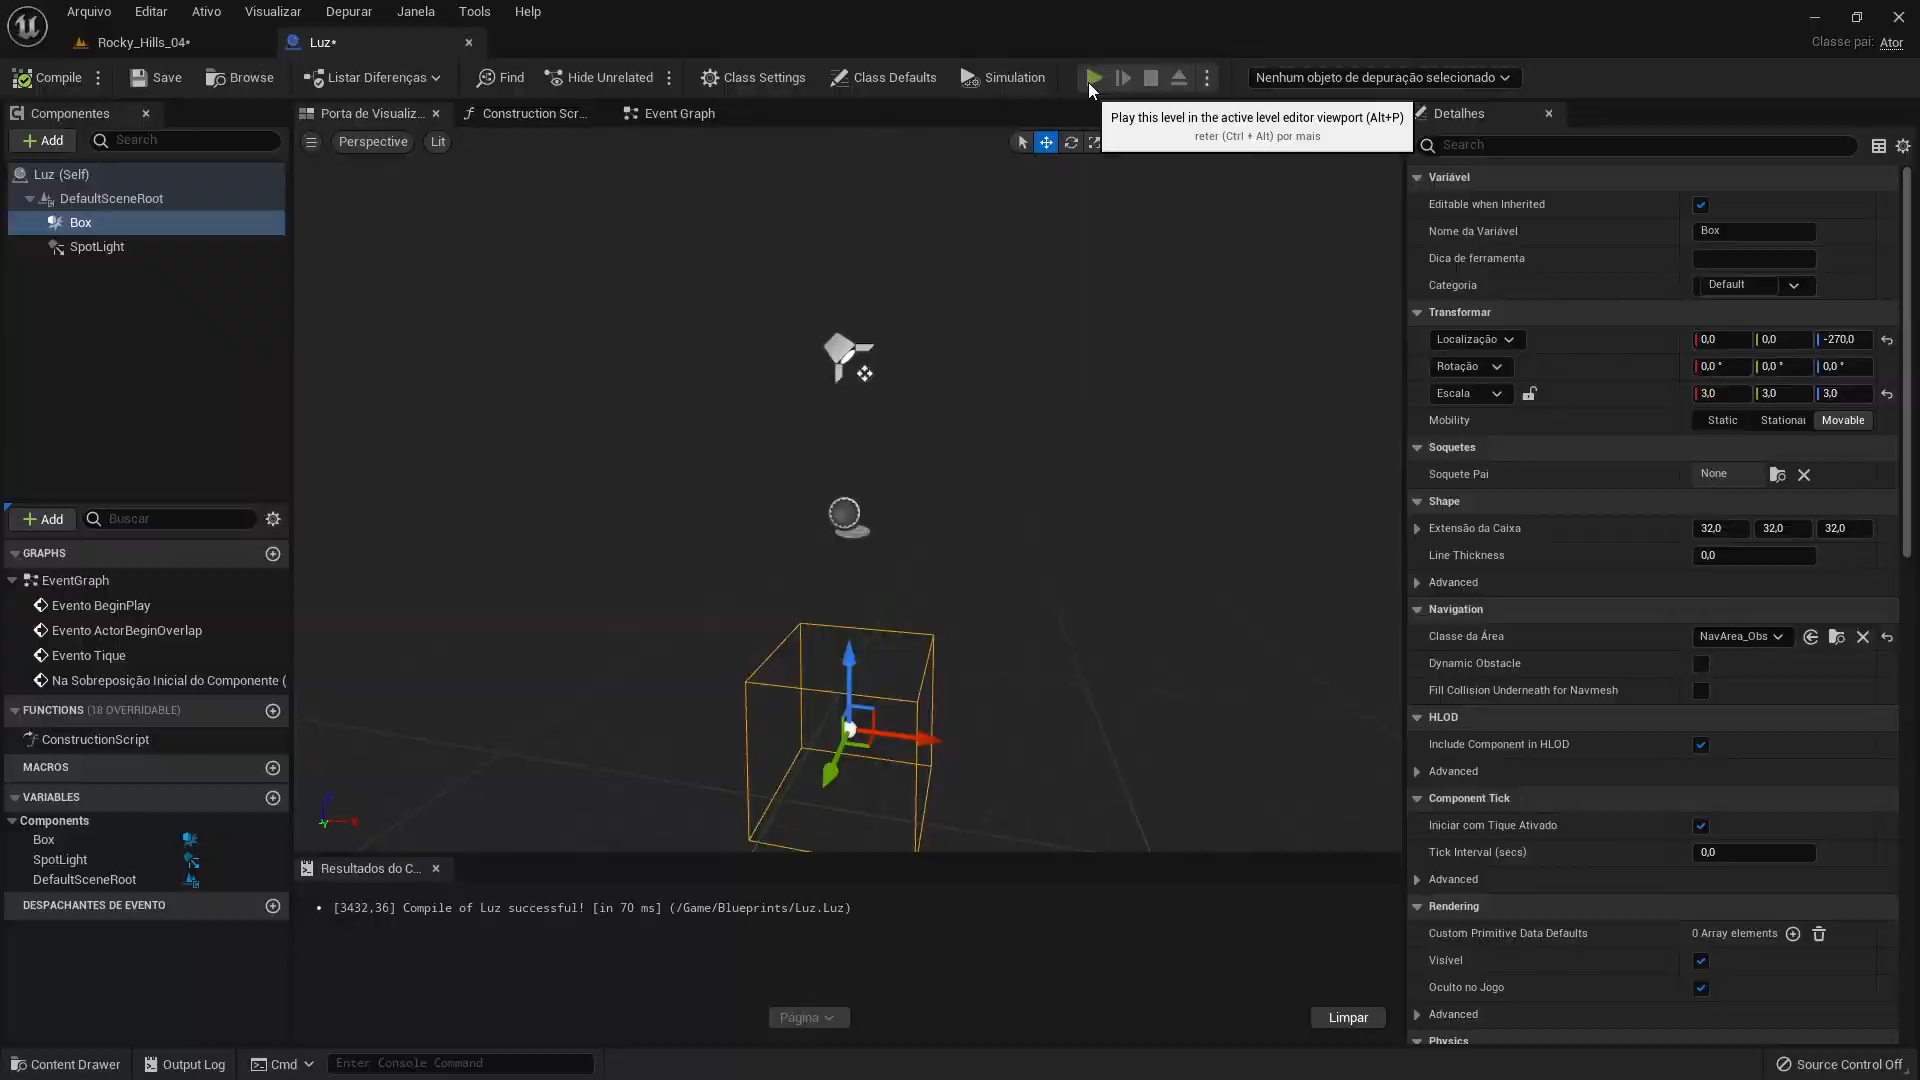 Arquivo Editar Ativo Visualizar Depurar Janela Tools Help
Rocky_Hills_04* Luz* Classe pai: Ator
Compile Save Browse Listar Diferenças Find Hide Unrelated Class Settings Class Defaults Simulation Nenhum objeto de depuração selecionado
Componentes
Add Search
Luz (Self)
DefaultSceneRoot
Box
SpotLight
Porta de Visualiz... Construction Scr... Event Graph
Perspective Lit
Play this level in the active level editor viewport (Alt+P)
reter (Ctrl + Alt) por mais
Add Buscar
GRAPHS
EventGraph
Evento BeginPlay
Evento ActorBeginOverlap
Evento Tique
Na Sobreposição Inicial do Componente (
FUNCTIONS (18 OVERRIDABLE)
ConstructionScript
MACROS
VARIABLES
Components
Box
SpotLight
DefaultSceneRoot
DESPACHANTES DE EVENTO
Resultados do C...
[3432,36] Compile of Luz successful! [in 70 ms] (/Game/Blueprints/Luz.Luz)
Página Limpar
Detalhes
Search
Variável
Editable when Inherited
Nome da Variável Box
Dica de ferramenta
Categoria Default
Transformar
Localização 0,0 0,0 -270,0
Rotação 0,0 ° 0,0 ° 0,0 °
Escala 3,0 3,0 3,0
Mobility Static Stationar Movable
Soquetes
Soquete Pai None
Shape
Extensão da Caixa 32,0 32,0 32,0
Line Thickness 0,0
Advanced
Navigation
Classe da Área NavArea_Obs
Dynamic Obstacle
Fill Collision Underneath for Navmesh
HLOD
Include Component in HLOD
Advanced
Component Tick
Iniciar com Tique Ativado
Tick Interval (secs) 0,0
Advanced
Rendering
Custom Primitive Data Defaults 0 Array elements
Visível
Oculto no Jogo
Advanced
Physics
Content Drawer Output Log Cmd Enter Console Command Source Control Off